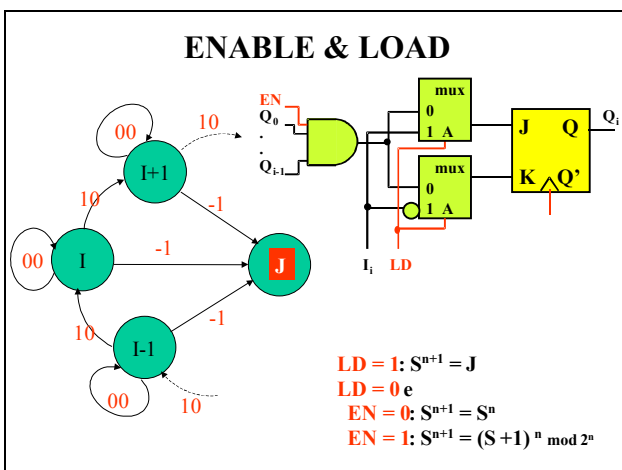 ENABLE & LOAD
EN
Q0
.
.
Qi-1
mux
0
1 A
mux
0
1 A
J Q
K Q’
Qi
Ii LD
00
10
I+1
10
-1
00
I
-1
J
10
-1
I-1
00
10
LD = 1: Sⁿ⁺¹ = J
LD = 0 e
EN = 0: Sⁿ⁺¹ = Sⁿ
EN = 1: Sⁿ⁺¹ = (S +1) ⁿ mod 2ⁿ